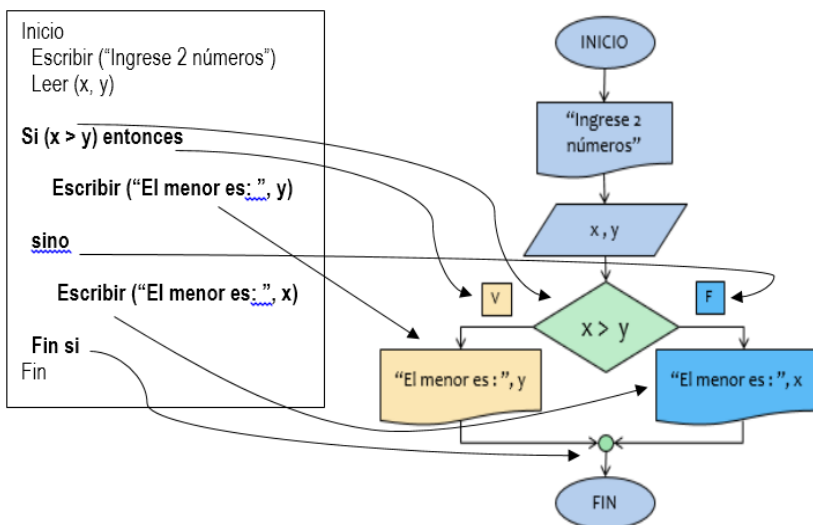 Inicio
Escribir (“Ingrese 2 números”)
Leer (x, y)
Si (x > y) entonces
Escribir (“El menor es: ”, y)
sino
Escribir (“El menor es: ”, x)
Fin si
Fin
INICIO
“Ingrese 2
números”
x , y
V
F
x > y
“El menor es : ”, y
“El menor es : ”, x
FIN